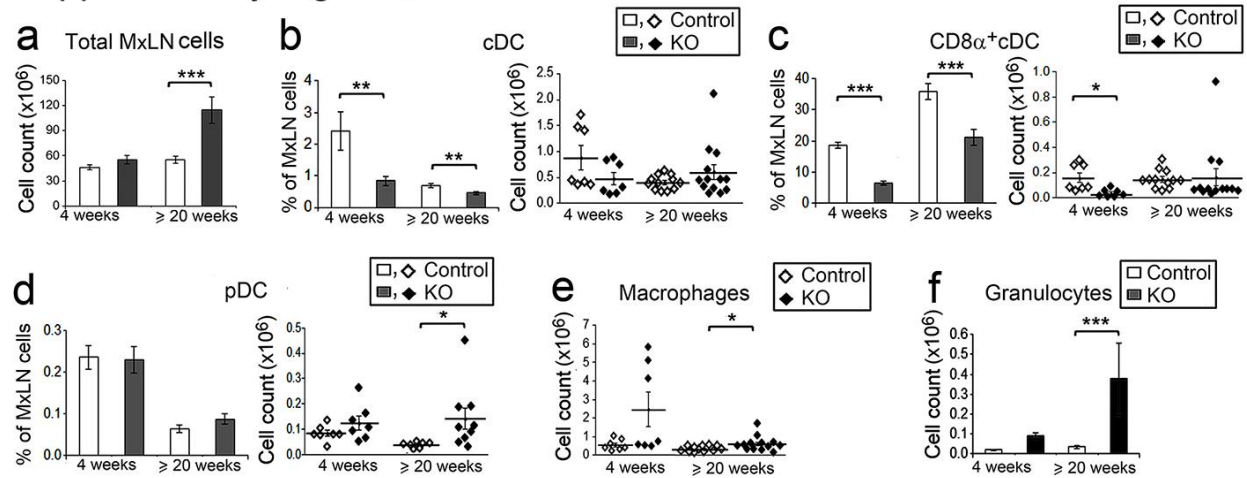 a Total MxLN cells
Cell count (x10⁶)
150
120
90
60
30
0
***
4 weeks
⩾ 20 weeks
b cDC
Control
KO
% of MxLN cells
4
3
2
1
0
**
**
4 weeks
⩾ 20 weeks
Cell count (x10⁶)
2.5
2.0
1.5
1.0
0.5
0.0
4 weeks
⩾ 20 weeks
c CD8α⁺cDC
Control
KO
% of MxLN cells
40
30
20
10
0
***
***
4 weeks
⩾ 20 weeks
Cell count (x10⁶)
1.0
0.8
0.6
0.4
0.2
0.0
*
4 weeks
⩾ 20 weeks
d pDC
Control
KO
% of MxLN cells
0.3
0.2
0.1
0.0
4 weeks
⩾ 20 weeks
Cell count (x10⁶)
0.5
0.4
0.3
0.2
0.1
0.0
*
4 weeks
⩾ 20 weeks
e Macrophages
Control
KO
Cell count (x10⁶)
7
6
5
4
3
2
1
0
*
4 weeks
⩾ 20 weeks
f Granulocytes
Control
KO
Cell count (x10⁶)
0.6
0.5
0.4
0.3
0.2
0.1
0.0
***
4 weeks
⩾ 20 weeks